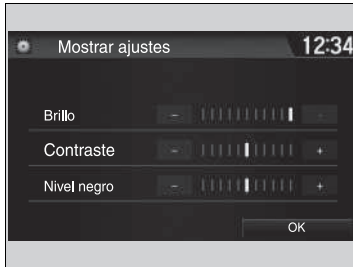 Mostrar ajustes
12:34
Brillo - -
Contraste - +
Nivel negro - +
OK